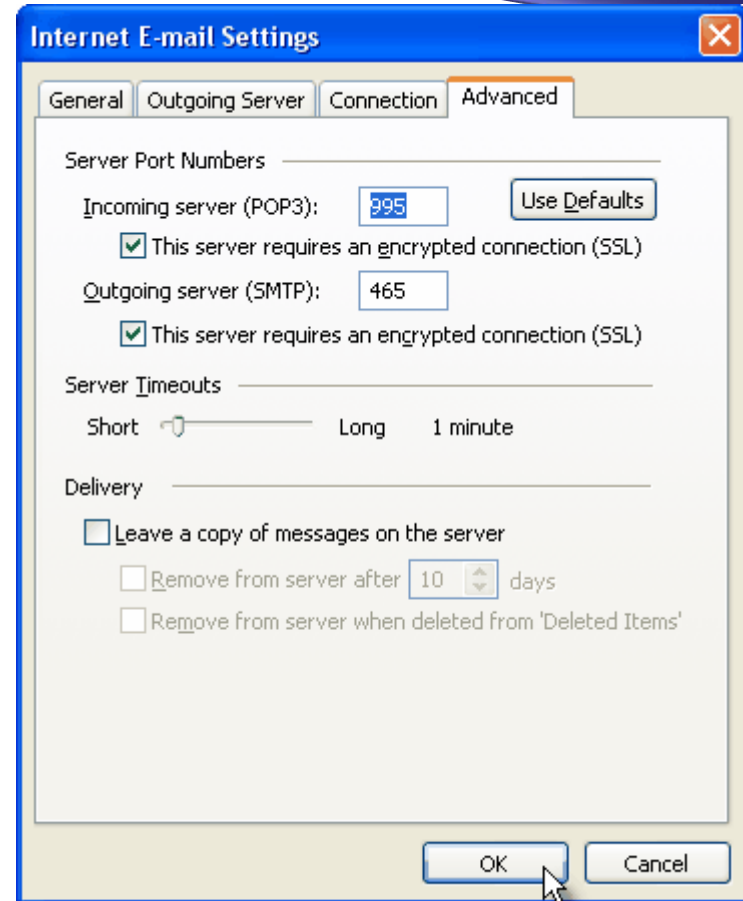 Internet E-mail Settings
General Outgoing Server Connection Advanced
Server Port Numbers
Incoming server (POP3): 995 Use Defaults
This server requires an encrypted connection (SSL)
Outgoing server (SMTP): 465
This server requires an encrypted connection (SSL)
Server Timeouts
Short Long 1 minute
Delivery
Leave a copy of messages on the server
Remove from server after 10 days
Remove from server when deleted from 'Deleted Items'
OK Cancel